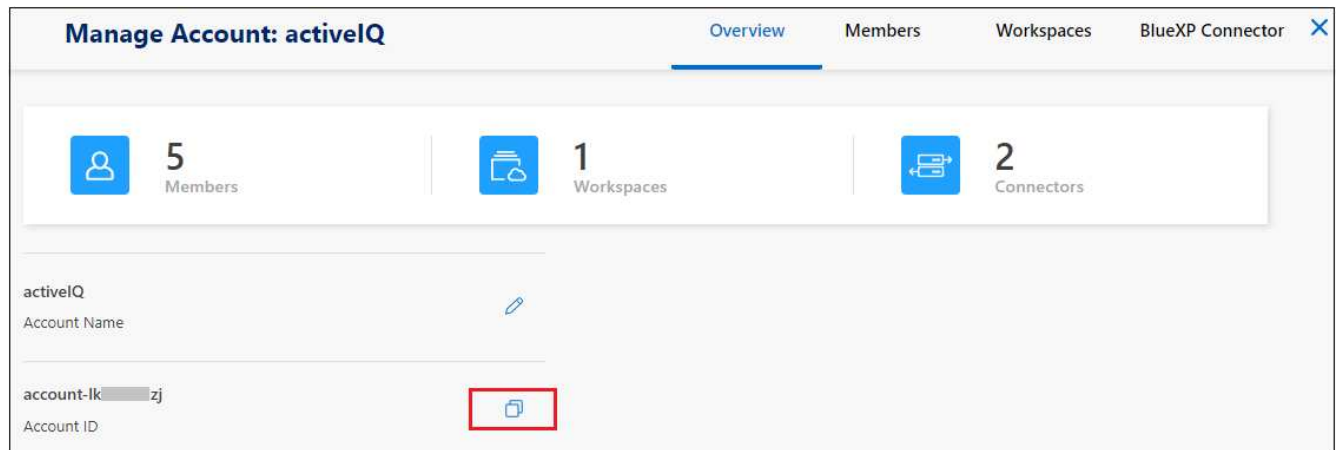 Manage Account: activeIQ
Overview
Members
Workspaces
BlueXP Connector
5
Members
1
Workspaces
2
Connectors
activeIQ
Account Name
account-lk zj
Account ID